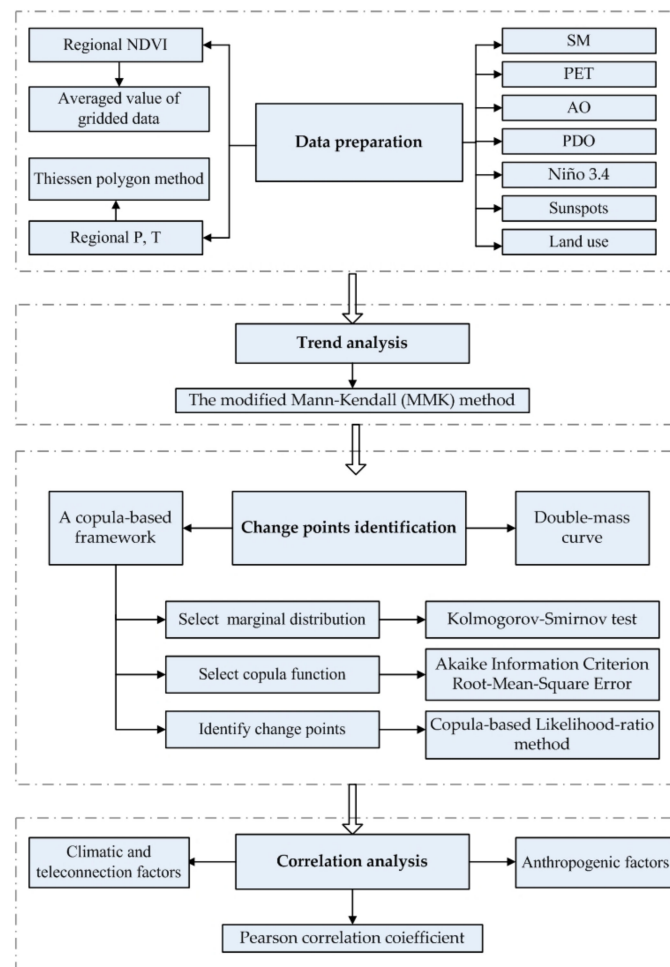 Regional NDVI
Averaged value of
gridded data
Thiessen polygon method
Regional P, T
Data preparation
SM
PET
AO
PDO
Niño 3.4
Sunspots
Land use
Trend analysis
The modified Mann-Kendall (MMK) method
A copula-based
framework
Change points identification
Double-mass
curve
Select marginal distribution
Kolmogorov-Smirnov test
Select copula function
Akaike Information Criterion
Root-Mean-Square Error
Identify change points
Copula-based Likelihood-ratio
method
Climatic and
teleconnection factors
Correlation analysis
Anthropogenic factors
Pearson correlation coiefficient